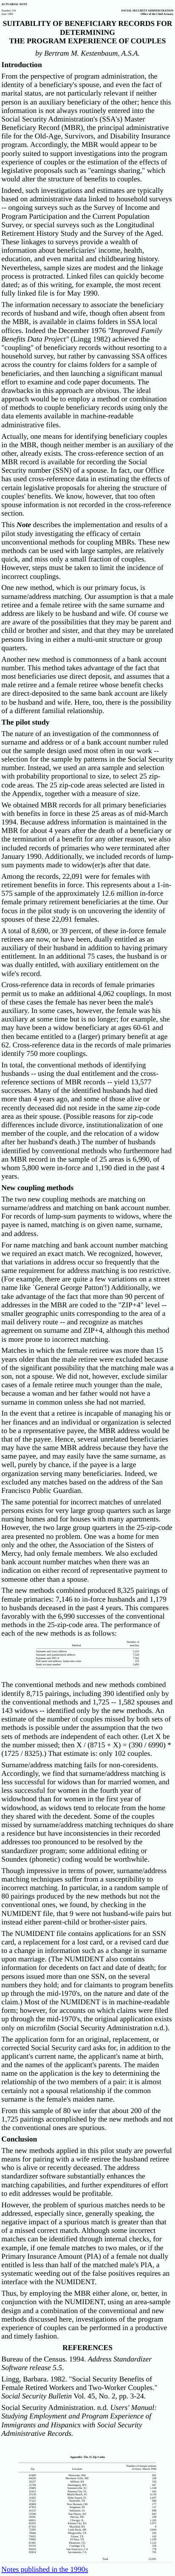 ACTUARIAL NOTE
Number 134
June 1995
SOCIAL SECURITY ADMINISTRATION
Office of the Chief Actuary
SUITABILITY OF BENEFICIARY RECORDS FOR
DETERMINING
THE PROGRAM EXPERIENCE OF COUPLES
by Bertram M. Kestenbaum, A.S.A.
Introduction
From the perspective of program administration, the
identity of a beneficiary's spouse, and even the fact of
marriage, are not particularly relevant if neither
person is an auxiliary beneficiary of the other; thus this
information is not always routinely entered into the
Social Security Administration's (SSA's) Master
Beneficiary Record (MBR), the principal administrative
file for the Old-Age, Survivors, and Disability Insurance
program. Accordingly, the MBR would appear to be
poorly suited to support investigations into the program
experience of couples or the estimation of the effects of
legislative proposals such as "earnings sharing," which
would alter the structure of benefits to couples.
Indeed, such investigations and estimates are typically
based on administrative data linked to household surveys
-- ongoing surveys such as the Survey of Income and
Program Participation and the Current Population
Survey, or special surveys such as the Longitudinal
Retirement History Study and the Survey of New Aged.
These linkages to surveys provide a wealth of
information on beneficiaries' income, health,
education, and even marital and childbearing history.
Nevertheless, sample sizes are modest and the linkage
process so complex that findings can quickly become
dated; as of this writing, for example, the most recent
fully linked file is for May 1990.
The information necessary to associate the beneficiary
records of husband and wife, though often absent from
the MBR, is available in claims folders in SSA local
offices. Indeed the December 1976 "Improved Family
Benefits Data Project" (Lingg 1982) achieved the
"coupling" of beneficiary records without resorting to a
household survey, but rather by canvassing SSA offices
across the country for claims folders for a sample of
beneficiaries, and then launching a significant manual
effort to examine and code paper documents. The
drawbacks in this approach are obvious. The ideal
approach would be to employ a reliable combination
of methods to couple beneficiary records using only the
data readily available in machine-readable
administrative files.
Actually, one means for identifying beneficiary couples
in the MBR, though neither member is an auxiliary of the
other, already exists. The cross-reference section of an
MBR record is available for recording the Social
Security Number (SSN) of the spouse. In fact, our Office
has used cross-reference data in estimating the effects of
certain legislative proposals for altering the structure of
couples' benefits. We know, however, that too often
spouse information is not recorded in the cross-reference
section.
This Note describes the implementation and results of a
pilot study investigating the efficacy of certain
unconventional methods for coupling MBRs. These new
methods can be used with large samples, relatively
quick, and applied by a small fraction of couples.
However, steps must be taken to limit the incidence of
incorrect couplings.
One new method, which is our primary focus, is
surname/address matching. Our assumption is that a male
retiree and a female retiree with the same surname and
address are likely to be husband and wife. However, we
are aware of the possibilities that they may be parent and
child or brother and sister, and that they may be unrelated
persons living in either a multi-unit structure or group
quarters.
Another new method is commonness of a bank account
number. This method takes advantage of the fact that
most beneficiaries use direct deposit, and assumes that a
male retiree and a female retiree whose benefit checks
are direct-deposited into the same bank account are likely
to be husband and wife. Here, too, there is the possibility
of a different familial relationship.
The pilot study
The nature of an investigation of the commonness of
surname and address or of a bank account number ruled
out the sample design used most often in our work --
selection for the sample by patterns in the Social Security
number. Instead, we used an area sample design -- first-
unit probability proportional to size, to select 25 zip-
code areas. The 25 zip-code areas selected are listed in
the Appendix, together with a measure of size.
We obtained MBR records for all primary beneficiaries
with benefits in force in these 25 areas as of mid-March
1994. Because address information is maintained in the
MBR for about 4 years after the death of a beneficiary or
the termination of benefits for any other reason, we also
included records of primaries who were terminated after
January 1990. Additionally, we included records of lump-
sum payments to widow(er)s paid after that date.
Among the records, 22,091 were for females with
retirement benefits in force. This represents about a 1-in-
575 sample of the approximately 12.6 million female
primary retirement beneficiaries at the time. Our
focus in the pilot study is on determining the identity of
spouses of these 22,091 females.
A total of 8,690, or 39 percent, of these in-force female
retirees are now, or have been, dually entitled as an
auxiliary of their husband in addition to their primary
entitlement. In an additional 75 cases, the husband is or
was dually entitled with auxiliary entitlement on the
wife's record.
Cross-reference data in records of female primaries
permit us to make an additional 4,062 couplings. In most
of these cases the female has never been the male's
auxiliary. In some cases, however, the female was his
auxiliary at some time but is no longer; for example, she
may have been a young wife beneficiary at ages 60-61 and
then became entitled to a (larger) primary benefit at age
62. Cross-reference data in the records of male primaries
identify 750 more couplings.
In total, the conventional methods of identifying
husbands -- using the dual entitlement and the cross-
reference sections of MBR records -- yield 13,577
successes. Many of the identified husbands had died
more than 4 years ago, and some of those alive or
recently deceased do not reside in the same zip-code
area as the wife. (Possible reasons for zip-code
differences include divorce, institutionalization of one
member of the couple, and the relocation of a widow
after her husband's death.) Of the 13,577 husbands
identified by conventional methods, we further have had
an MBR record in the sample of 25 areas is 6,990, of
whom 5,800 were in-force and 1,190 died in the past 4
years.
New coupling methods
The two new coupling methods are matching on
surname/address and matching on bank account number.
For records of lump-sum payments to widows, where the
payee is named, matching is on given name, surname,
and address.
For surname matching and bank account number matching
we required an exact match. We recognized, however,
that variations in address occur so frequently that the
same requirement for address matching is too restrictive.
(For example, there are quite a few variations on a street
name like 'General George Patton'!) Additionally, we
take advantage of the fact that more than 90 percent of
addresses in the MBR are coded to the "ZIP+4" level --
the smallest geographic unit, comparable to the size of a
mail delivery route -- and recognize as matches
agreement on surname and ZIP+4, although this method
is more prone to incorrect matching.
Matches in which the female retiree was more than 15
years older than the male retiree were excluded because
of the significant possibility that the person matching was a
son, not a spouse. We did not, however, exclude similar
cases of a female retiree much younger than the male,
because a woman and her father usually do not have a
surname in common unless she had not married.
In the event that a retiree is incapable of managing his or
her finances and an individual or organization is selected
to be a representative payee, the MBR address would be
that of the payer. Hence, several unrelated beneficiaries
may have the same MBR address because they have the
same payee, and may easily have the same surname, as
well, purely by chance, if the payee is a large
organization serving many beneficiaries. Indeed, we
excluded any matches involving the address of the San
Francisco Public Guardian.
The same potential for incorrect matches of unrelated
individuals exists for very large group quarters as large
nursing homes and for homes with many apartments.
However, the two large group quarters in the 25-zip-code
areas presented no problem. One was for retired men
only and the other, the Association of the Sisters of
Mercy, had only female members. We also excluded
bank account number matches when there was an
indication on either record of ever being married to
someone other than a spouse.
The new matching methods produced 8,325 pairings of
female primaries: 7,146 to in-force husbands and 1,179
to husbands deceased in the past 4 years. This compares
favorably with the 6,990 successes of the conventional
methods in the 25-zip-code area. The performance of
each of the new methods is as follows:
The conventional methods and new methods combined
identify 8,715 pairings, including 390 identified only by
the conventional methods and 1,725 -- 1,582 spouses and
143 widows -- identified only by the new methods. An
estimate of the number of couples missed by both sets of
methods is possible on the assumption that the two
sets of methods are independent of each other. (Let X be
the number missed; then X / (8715 + X) = (390 / 6990) *
(1725 / 8325).) That estimate is: only 102 couples.
Surname/address matching fails for non-coresidents.
Accordingly, we find that surname/address matching is
less successful for widows than for married women, and
less successful for women in the fourth year of
widowhood than for women in the first year of
widowhood, as widows tend to relocate from the home
shared with their late husband. Some couples are
missed by surname/address matching techniques do share
a residence but have inconsistencies in their recorded
address not successfully processed by the
standardizer program; some add aliasing or
Soundex (phonetic) coding would be worthwhile.
Though impressive in its power, surname/address
matching techniques suffer from a susceptibility to
incorrect matching. In particular, in a random sample of
80 pairings produced by these methods but not by the
conventional ones, we found, by checking in the
NUMIDENT file, that 9 were not husband-wife pairs but
instead either parent-child or brother-sister pairs.
The NUMIDENT file contains applications for an SSN
card, a replacement for a lost card, or a revised card due
to a change in information such as a change in surname
upon marriage. (The NUMIDENT also contains
information for decedents on fact and date of death; for
persons issued more than one SSN, on the several
numbers they hold; and for claimants to program benefits
up through the mid-1970's, on the nature and date of the
claim.) Most of the NUMIDENT is in machine-readable
form; however, for accounts whose claims were filed
up through the mid-1970's, the original application exists
on microfilm (Social Security Administration n.d.).
The application form for an original, replacement, or
corrected Social Security card asks for, in addition to the
applicant's current name, the applicant's name at birth,
and the names of the applicant's parents. The maiden
name on the application is the key to determining the
relationship of the two members of a pair: it is almost
certainly not a spousal relationship if the male's
surname is the female's maiden name.
From this sample of 80 we infer that about 200 of the
1,725 pairings accomplished by the new methods and not
the conventional ones are spurious.
Conclusion
The new methods applied in this pilot study are powerful
means for pairing with a wife retiree the husband retiree
who is alive or recently deceased. The address
standardizer software substantially enhances the
matching capabilities, and further expenditures of effort
to edit addresses would be profitable.
However, the problem of spurious matches needs to be
addressed, especially since, generally speaking, the
negative impact of a spurious match is greater than that
of a missed correct match. Although some incorrect
matches are identified through inconsistency checks, for
example, if one female matches to two males, or if the
Primary Insurance Amount (PIA) of a female ret dually
entitled male is not less than half of the husband's PIA, a
systematic weeding out of the false positives requires an
interface with the NUMIDENT.
Thus, by employing the MBR either alone, or, better, in
conjunction with the NUMIDENT, using an area-sample
design and a combination of the conventional and new
methods discussed here, investigations of the program
experience of couples can be performed in a productive
and timely fashion.
REFERENCES
Bureau of the Census. 1994. Address Standardizer
Software release 5.5.
Lingg, Barbara. 1982. "Social Security Benefits of
Female Retired Workers and Two-Worker Couples."
Social Security Bulletin Vol. 45, No. 2, pp. 3-24.
Social Security Administration. n.d. Users' Manual:
Studying Employment and Program Experience of
Immigrants and Hispanics with Social Security
Administrative Records.
Appendix: The 25 Zip Codes
Notes published in the 1990s